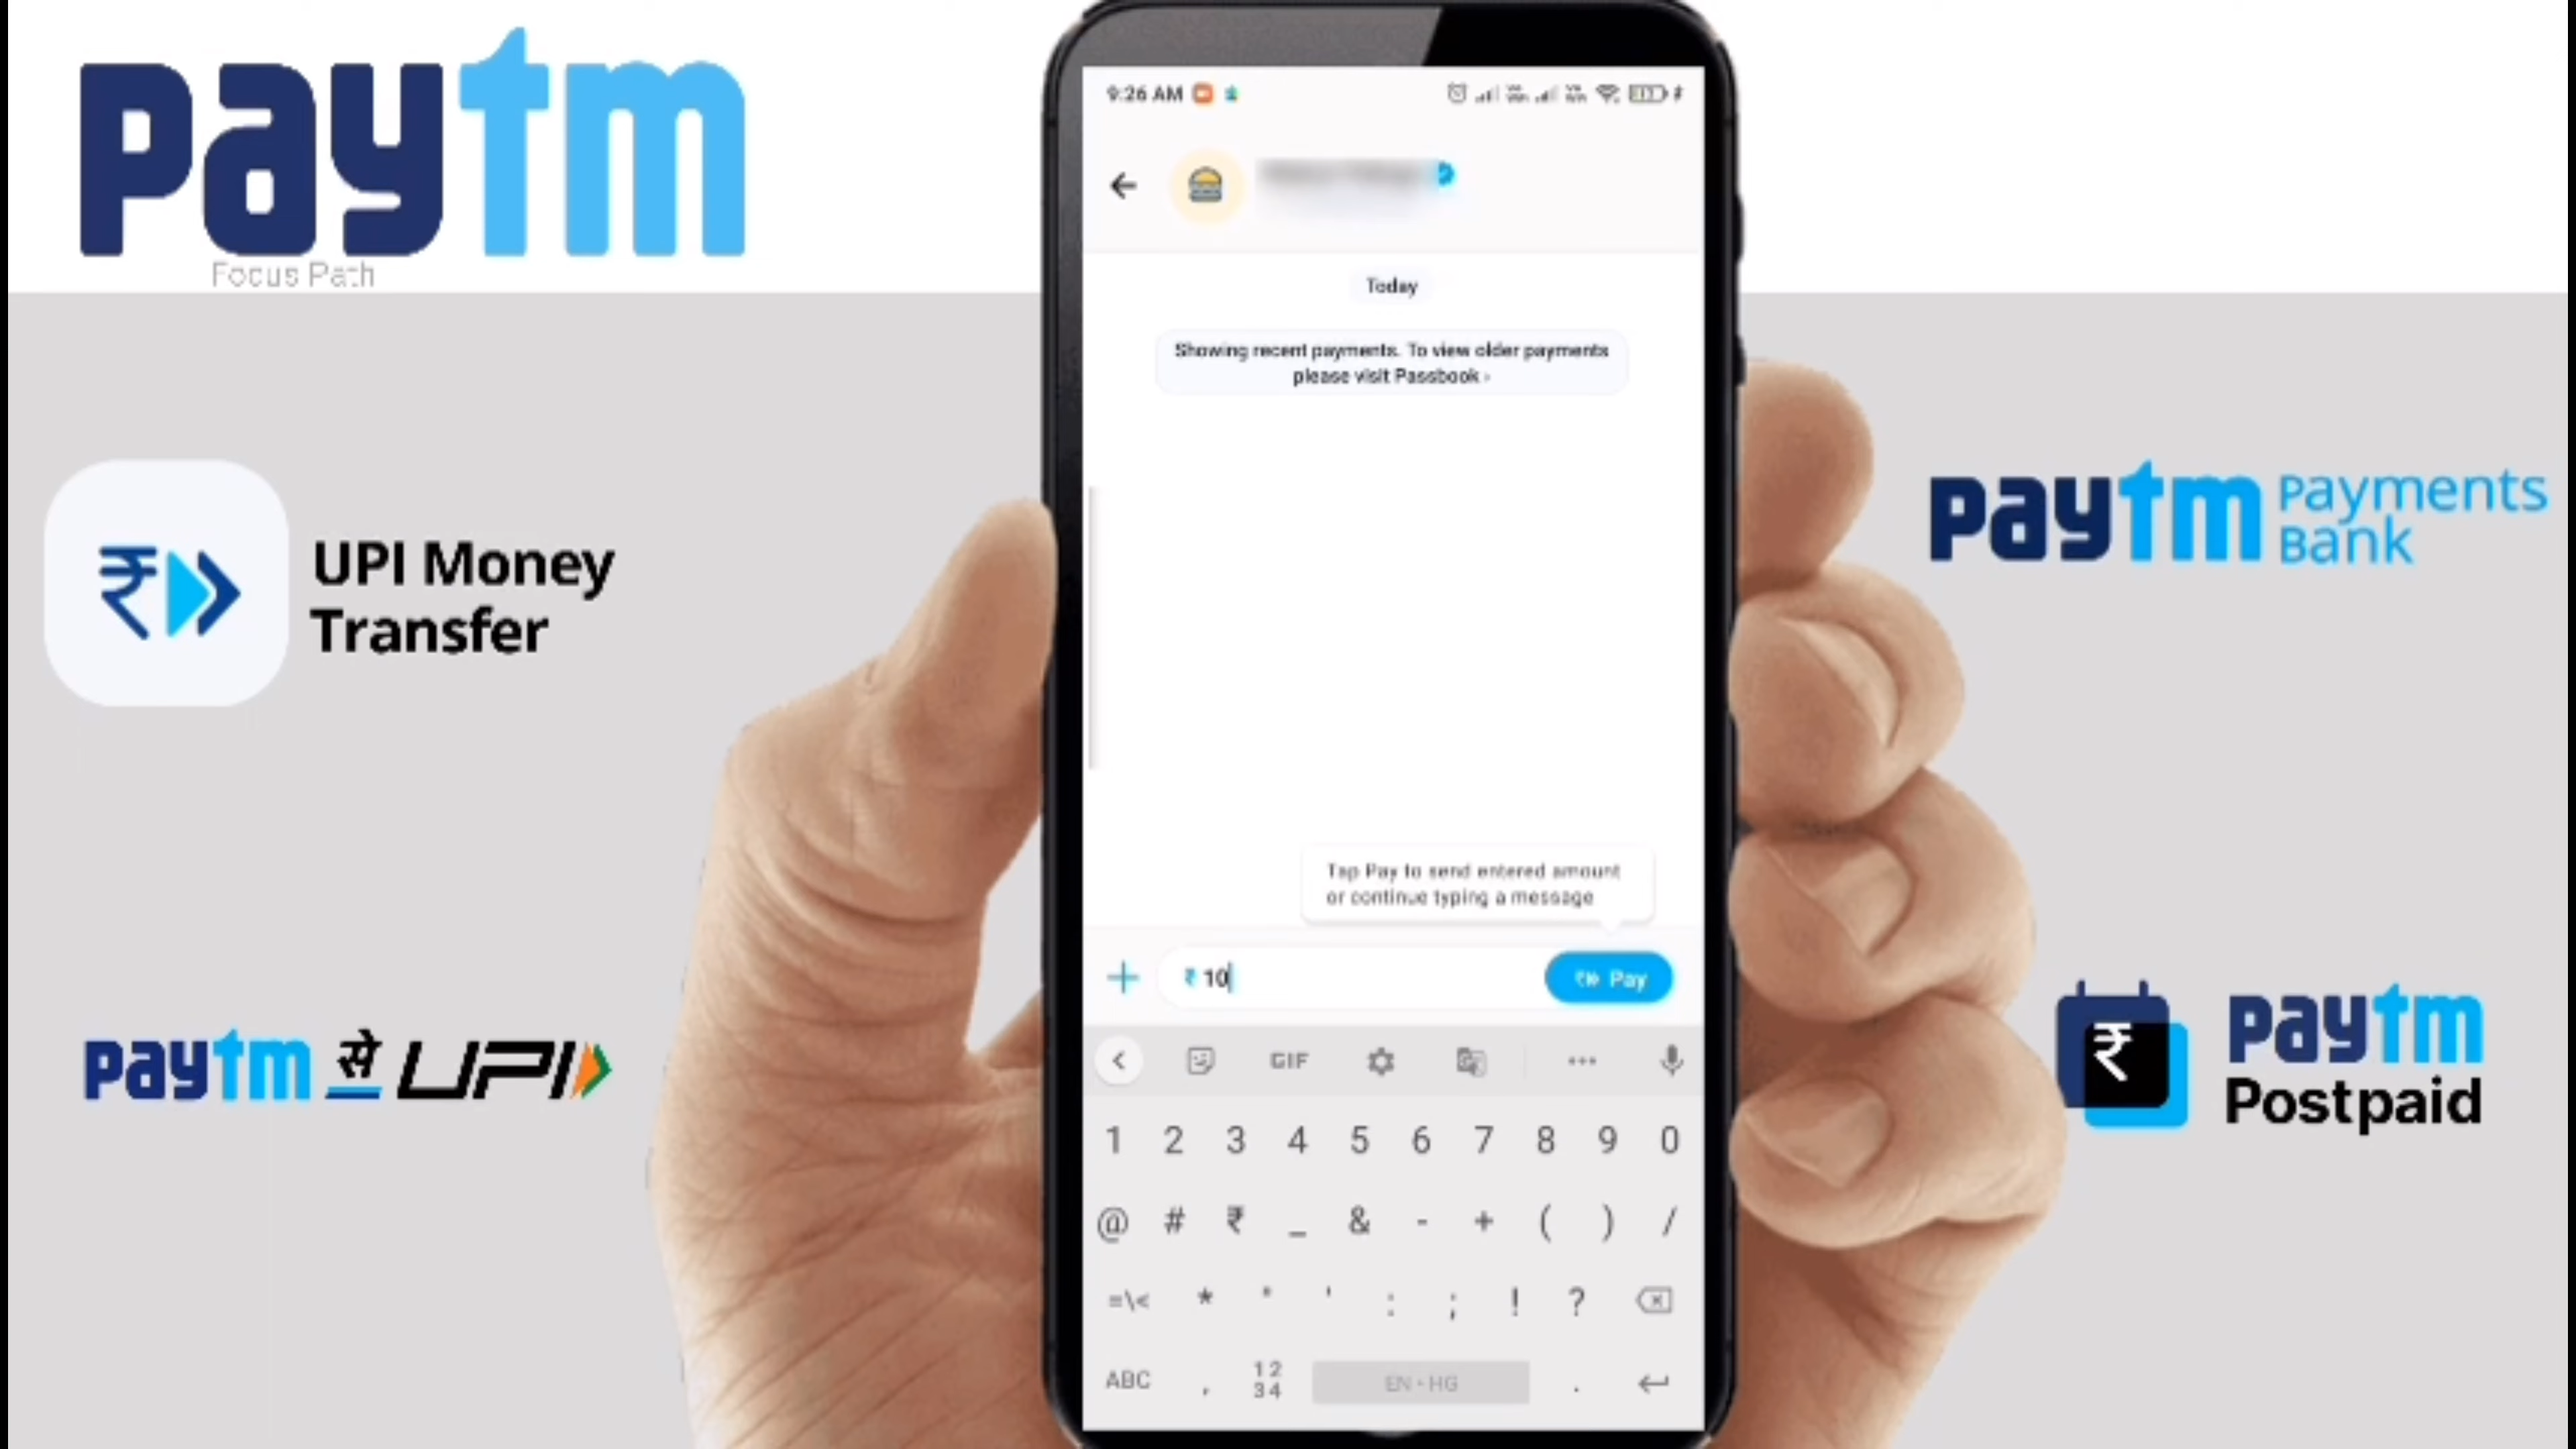 paytm
Focus Path
UPI Money
Transfer
paytm से UPI
9:26 AM
Today
Showing recent payments. To view older payments
please visit Passbook ›
Tap Pay to send entered amount
or continue typing a message
₹ 10
Pay
GIF
1 2 3 4 5 6 7 8 9 0
@ # ₹ _ & - + ( ) /
=\< * " ' : ; ! ?
ABC , 12 EN • HG .
34
paytm Payments
Bank
₹ paytm
Postpaid